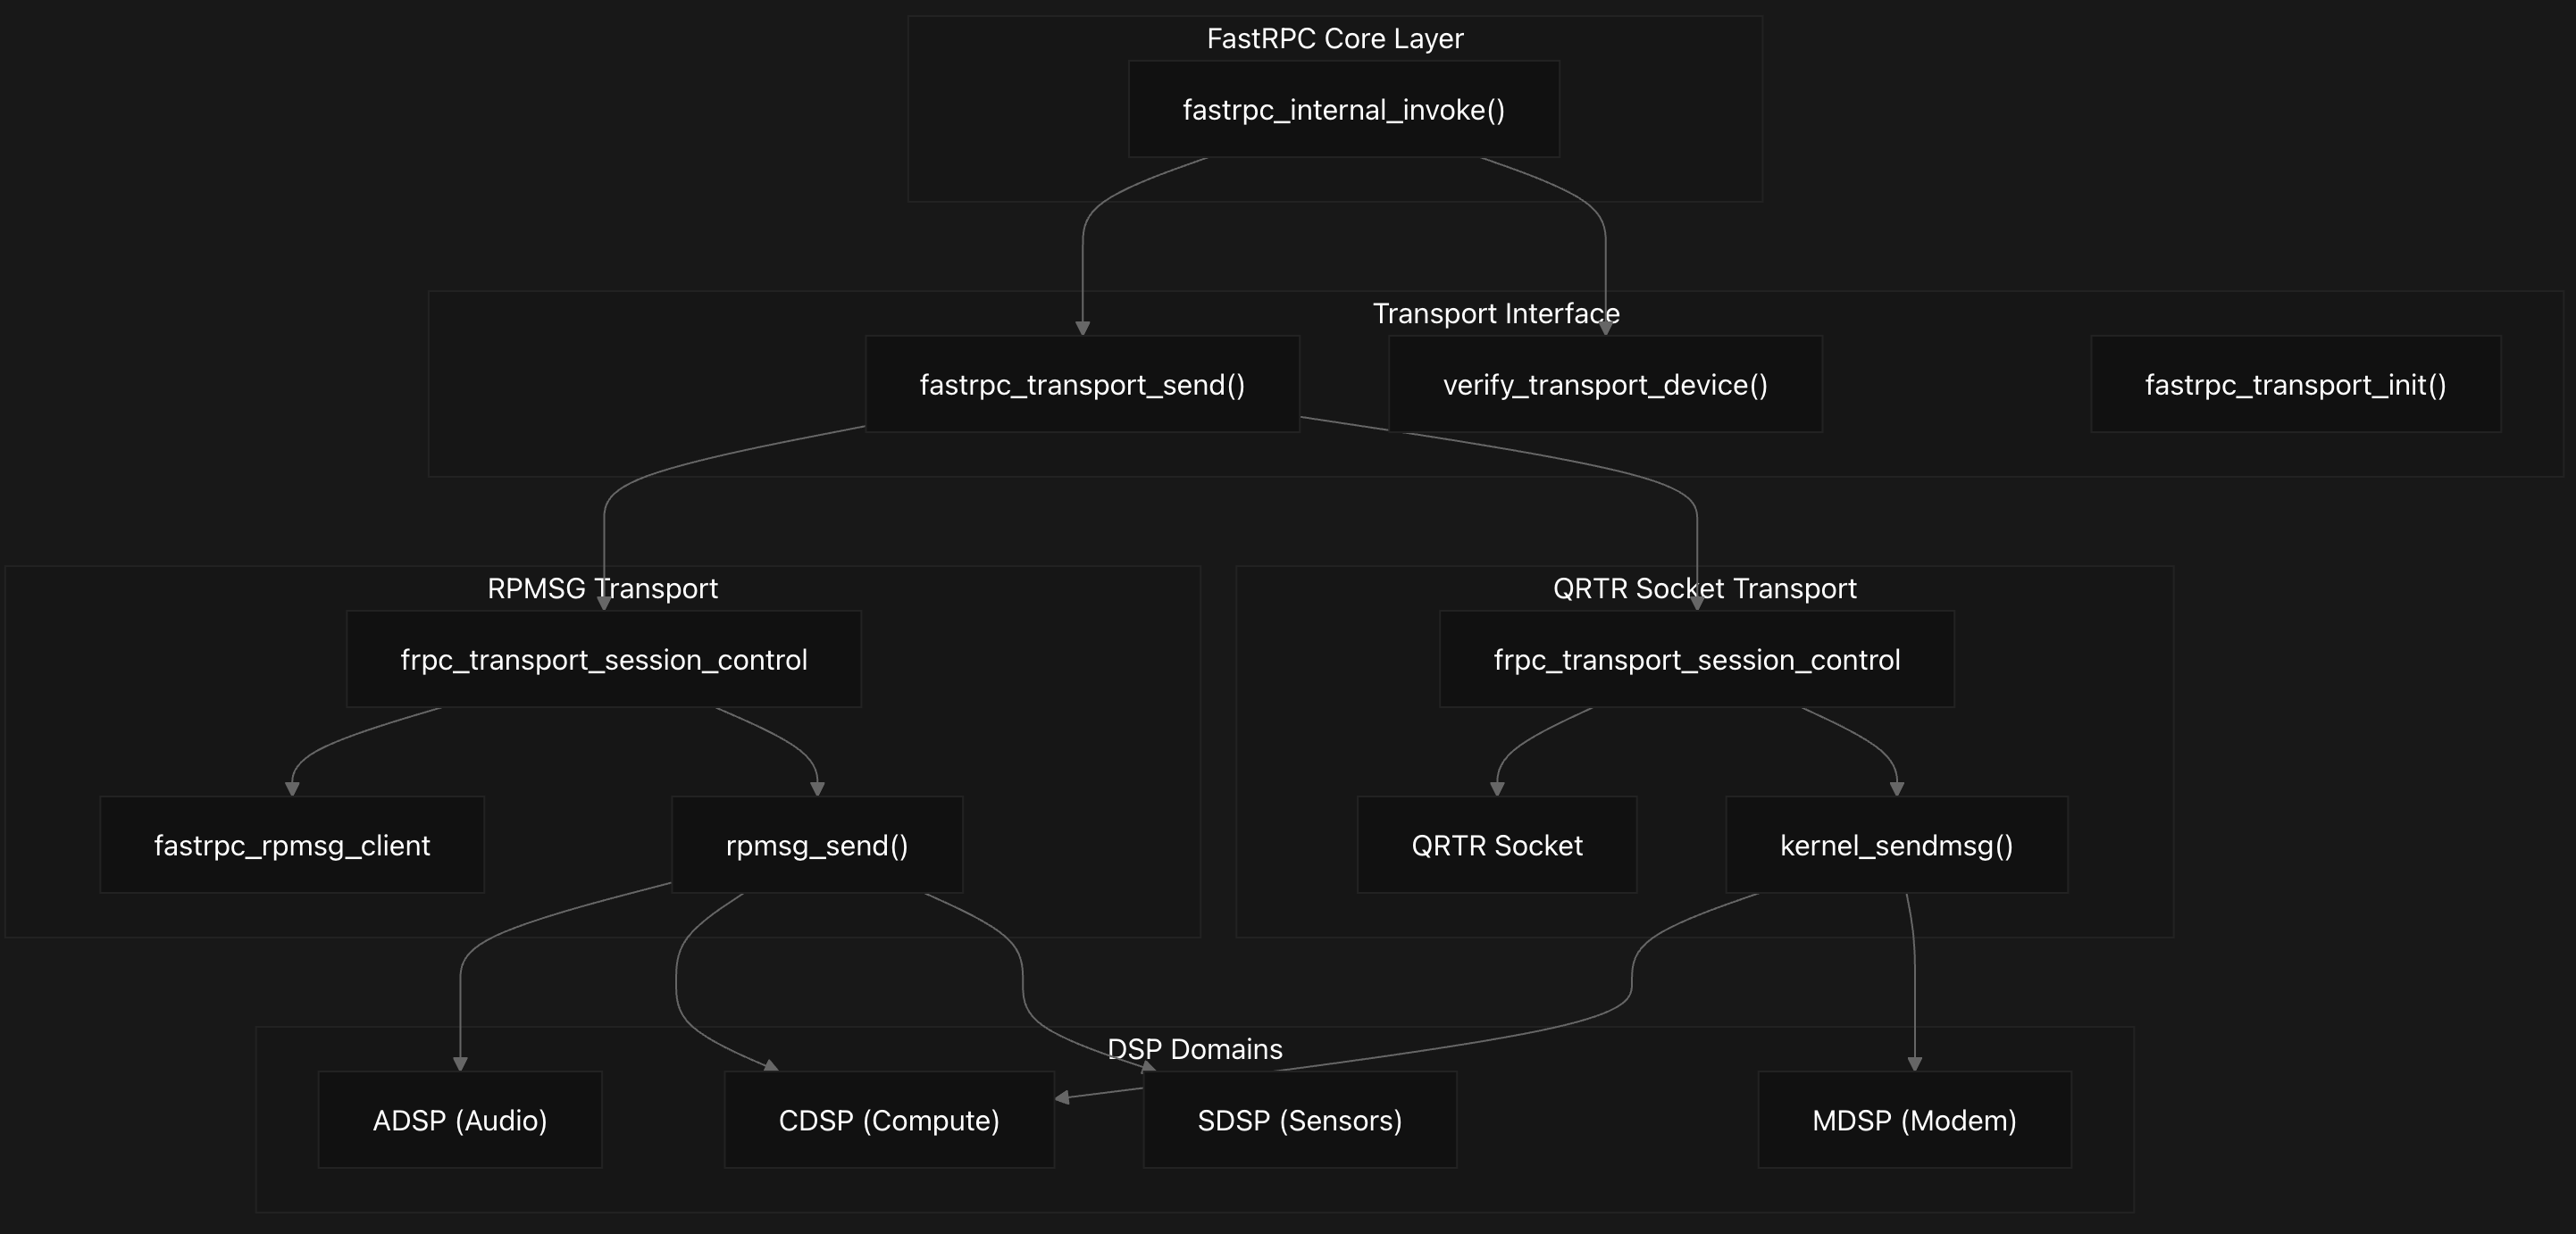 FastRPC Core Layer
fastrpc_internal_invoke()
Transport Interface
fastrpc_transport_send()
verify_transport_device()
fastrpc_transport_init()
RPMSG Transport
frpc_transport_session_control
fastrpc_rpmsg_client
rpmsg_send()
QRTR Socket Transport
frpc_transport_session_control
QRTR Socket
kernel_sendmsg()
DSP Domains
ADSP (Audio)
CDSP (Compute)
SDSP (Sensors)
MDSP (Modem)